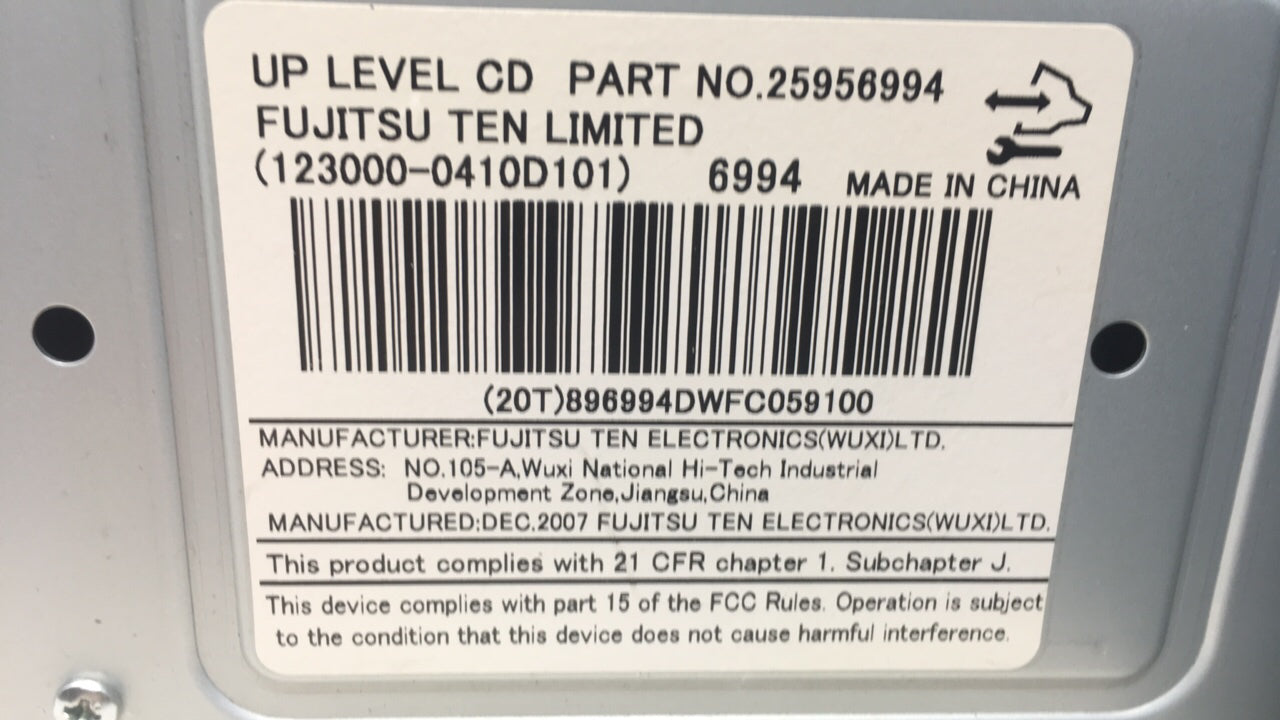 UP LEVEL CD PART NO.25956994
FUJITSU TEN LIMITED
(123000-0410D101) 6994 MADE IN CHINA
(20T)896994DWFC059100
MANUFACTURER:FUJITSU TEN ELECTRONICS(WUXI)LTD.
ADDRESS: NO.105-A,Wuxi National Hi-Tech Industrial
Development Zone,Jiangsu,China
MANUFACTURED:DEC.2007 FUJITSU TEN ELECTRONICS(WUXI)LTD.
This product complies with 21 CFR chapter 1. Subchapter J.
This device complies with part 15 of the FCC Rules. Operation is subject
to the condition that this device does not cause harmful interference.